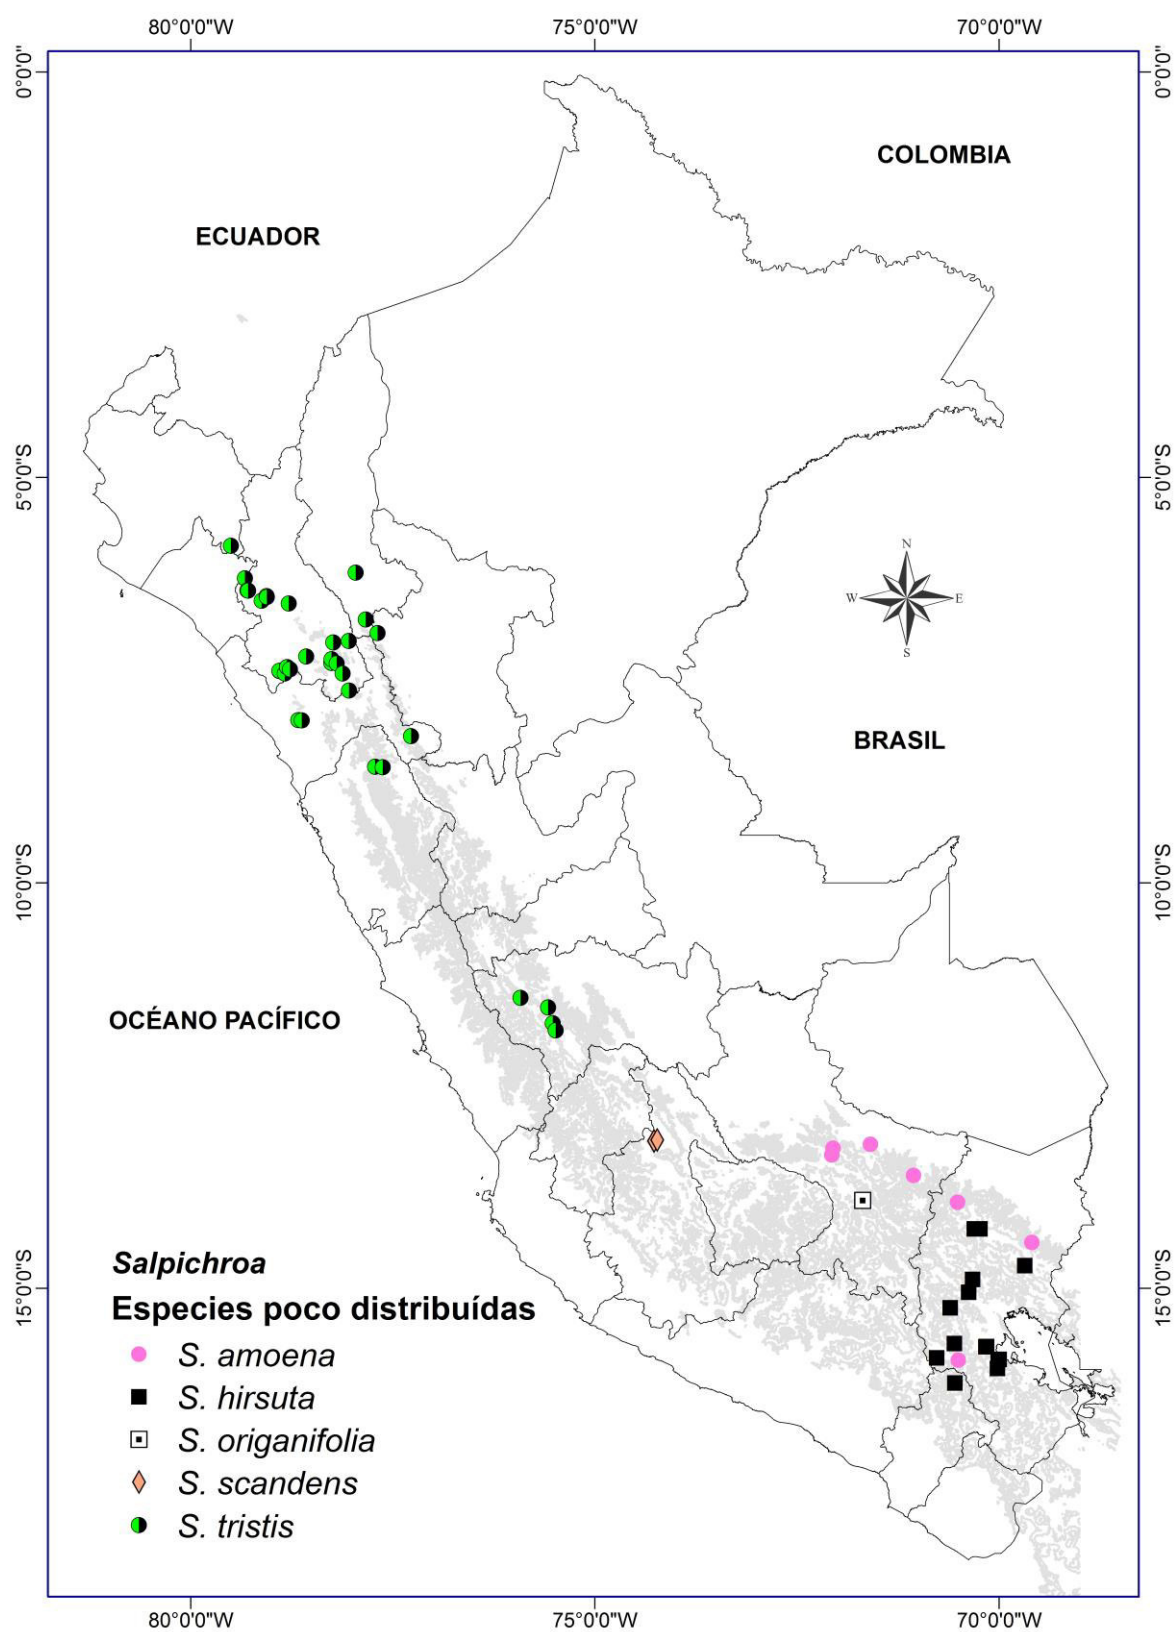 80°0'0"W 75°0'0"W 70°0'0"W
0°0'0" 0°0'0"
COLOMBIA
ECUADOR
5°0'0"S 5°0'0"S
N
W E
S
BRASIL
10°0'0"S 10°0'0"S
OCÉANO PACÍFICO
15°0'0"S 15°0'0"S
Salpichroa
Especies poco distribuídas
S. amoena
S. hirsuta
S. origanifolia
S. scandens
S. tristis
80°0'0"W 75°0'0"W 70°0'0"W